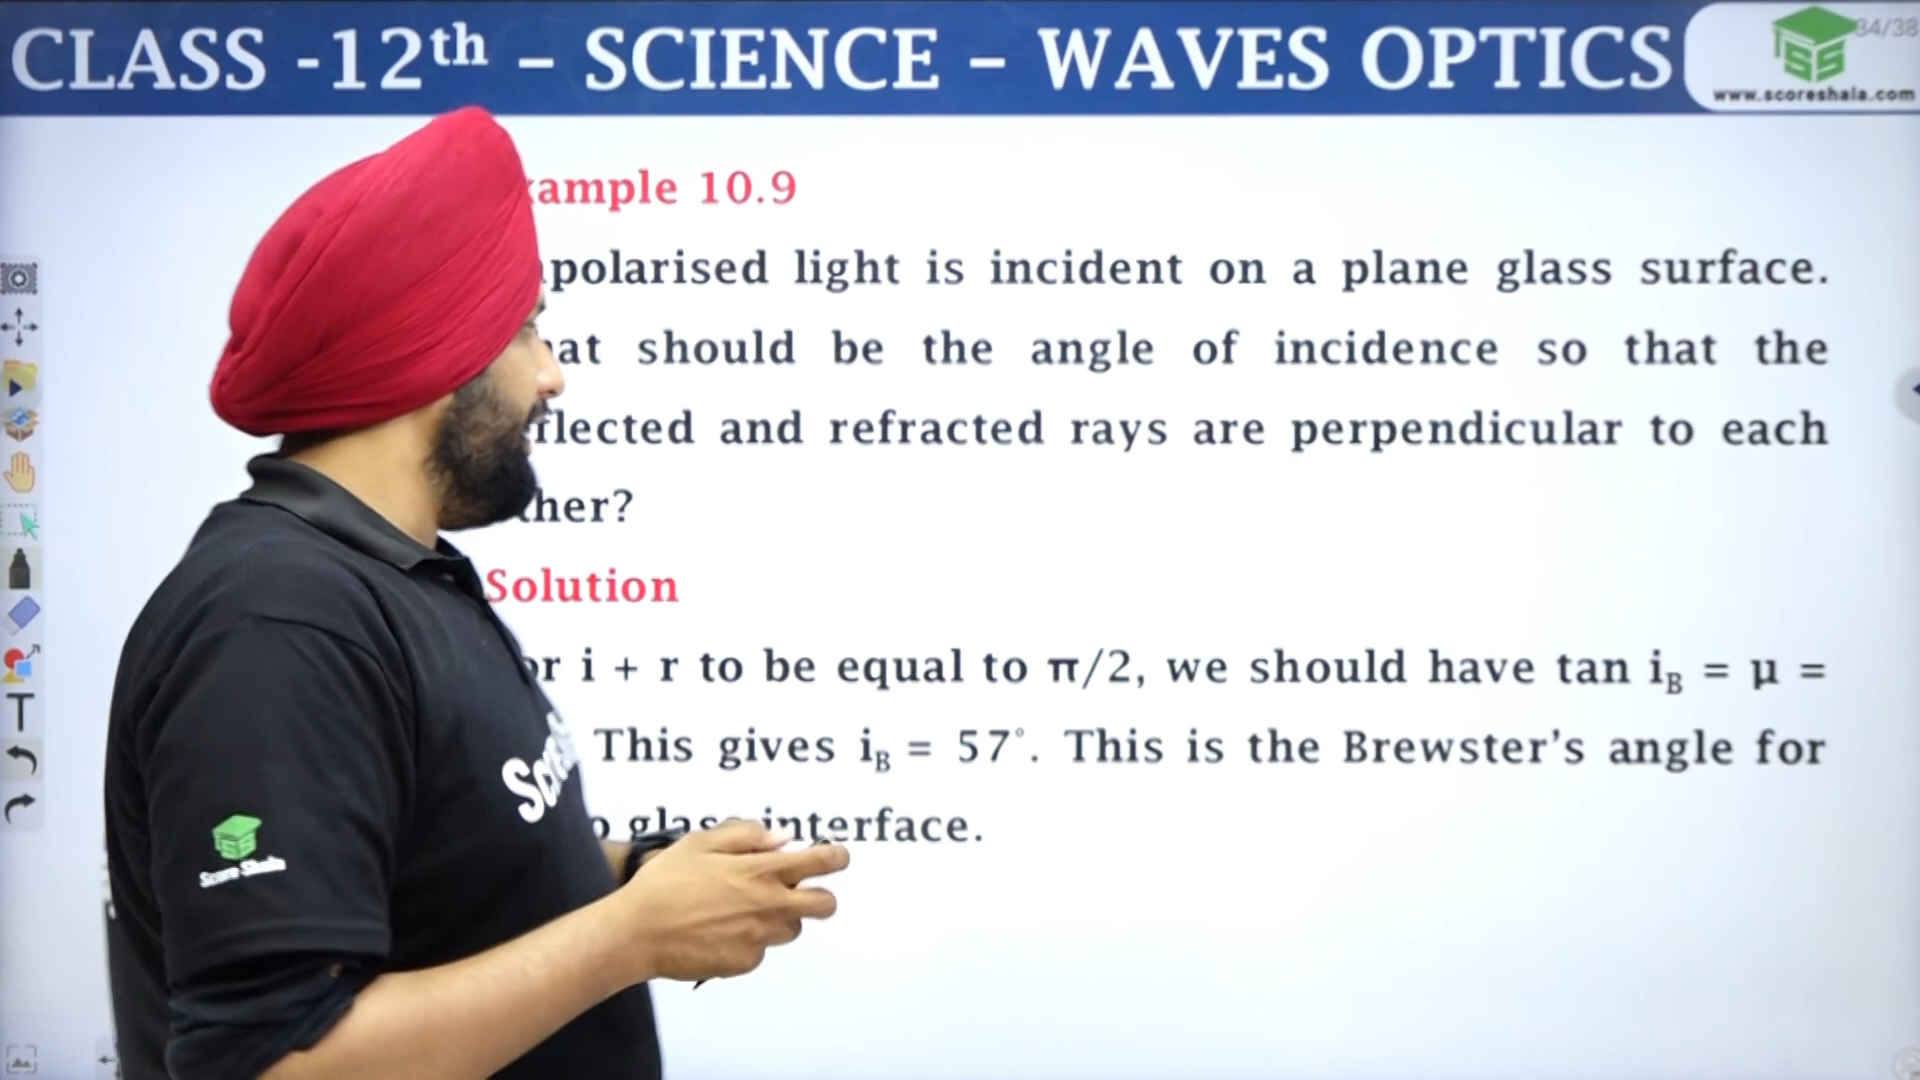 CLASS -12th – SCIENCE – WAVES OPTICS
34/38
www.scoreshala.com
ample 10.9
polarised light is incident on a plane glass surface.
at should be the angle of incidence so that the
flected and refracted rays are perpendicular to each
her?
Solution
r i + r to be equal to π/2, we should have tan iB = μ =
This gives iB = 57°. This is the Brewster's angle for
glass interface.
Score Shala